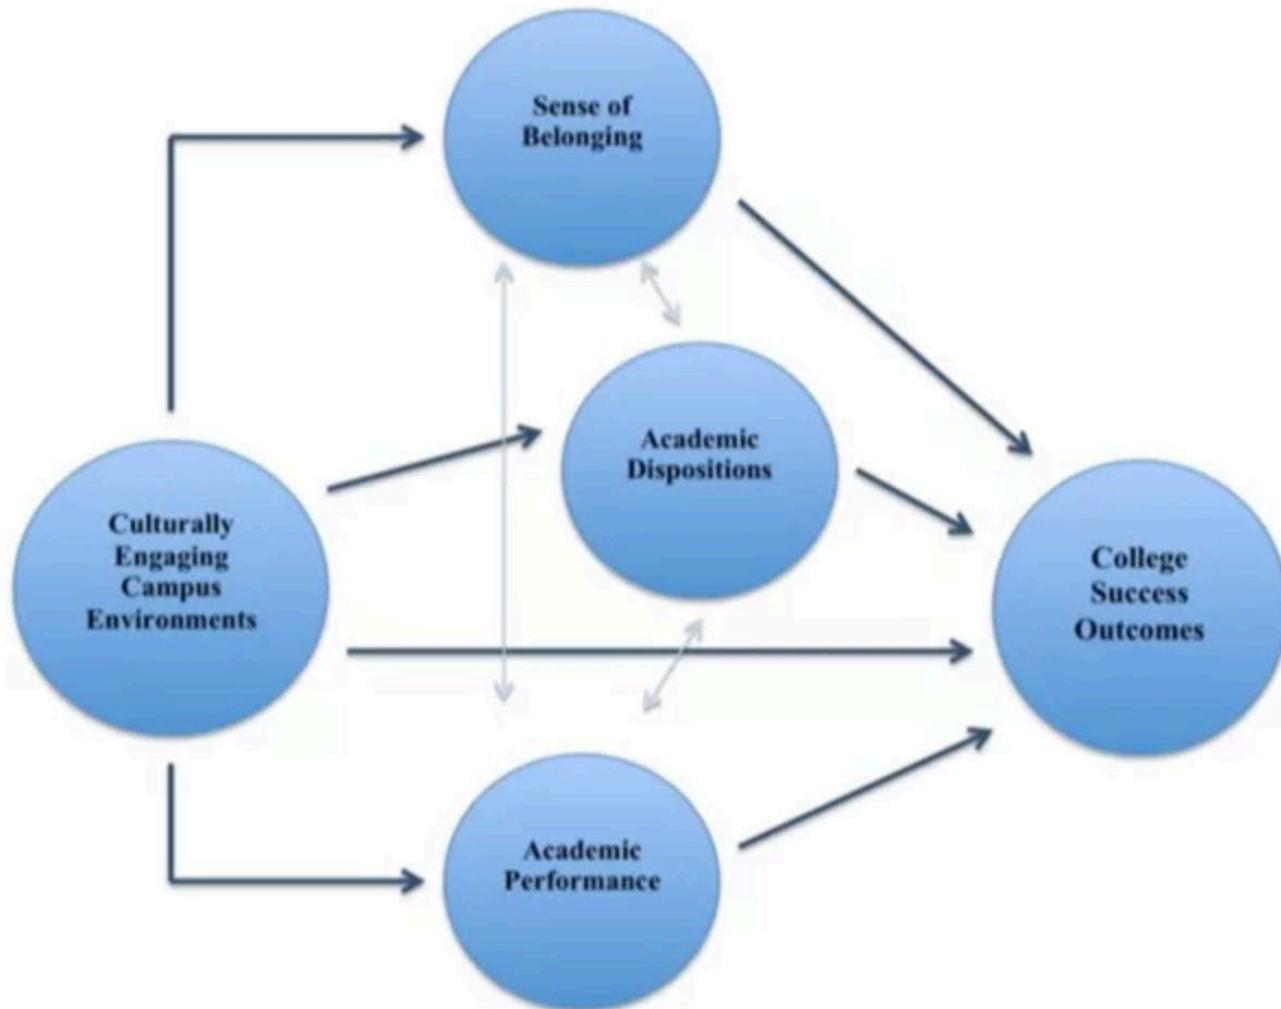 Sense of
Belonging
Academic
Dispositions
Culturally
Engaging
Campus
Environments
College
Success
Outcomes
Academic
Performance